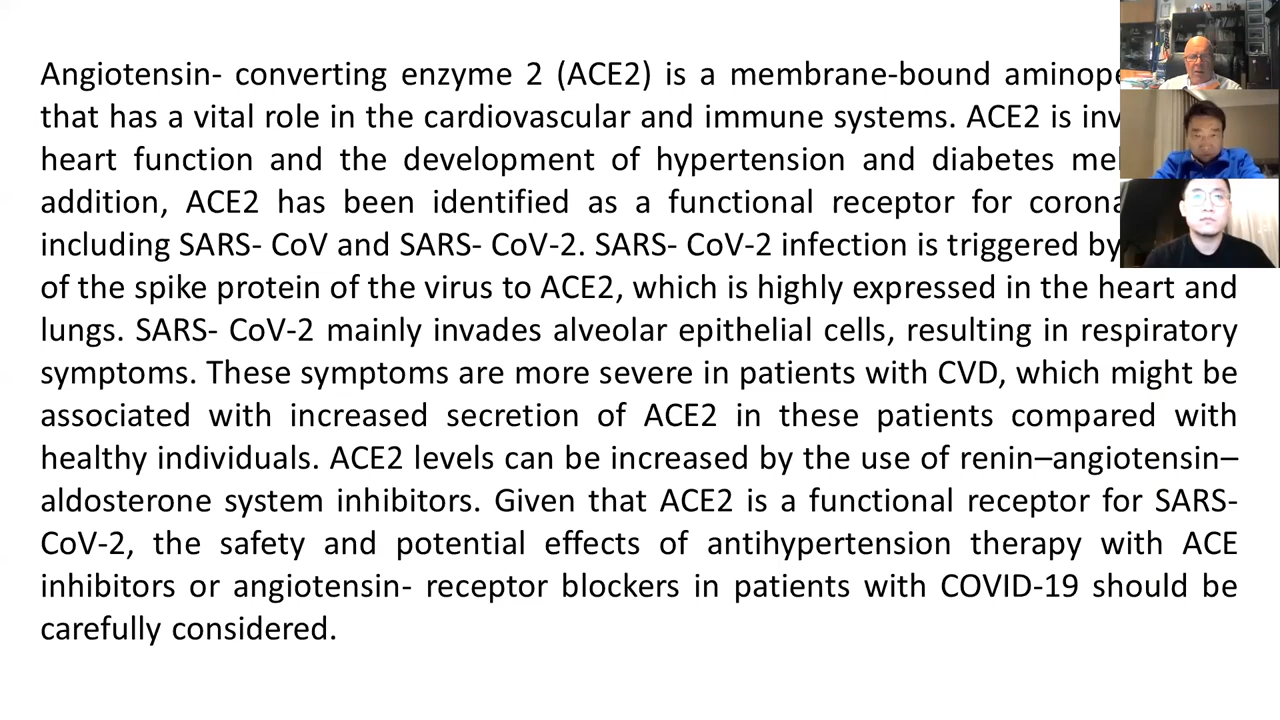 Angiotensin- converting enzyme 2 (ACE2) is a membrane-bound
that has a vital role in the cardiovascular and immune systems. ACE2 is
heart function and the development of hypertension and diabetes
addition, ACE2 has been identified as a functional receptor for
including SARS- CoV and SARS- CoV-2. SARS- CoV-2 infection is triggered by
of the spike protein of the virus to ACE2, which is highly expressed in the heart and
lungs. SARS- CoV-2 mainly invades alveolar epithelial cells, resulting in respiratory
symptoms. These symptoms are more severe in patients with CVD, which might be
associated with increased secretion of ACE2 in these patients compared with
healthy individuals. ACE2 levels can be increased by the use of renin–angiotensin–
aldosterone system inhibitors. Given that ACE2 is a functional receptor for SARS-
CoV-2, the safety and potential effects of antihypertension therapy with ACE
inhibitors or angiotensin- receptor blockers in patients with COVID-19 should be
carefully considered.